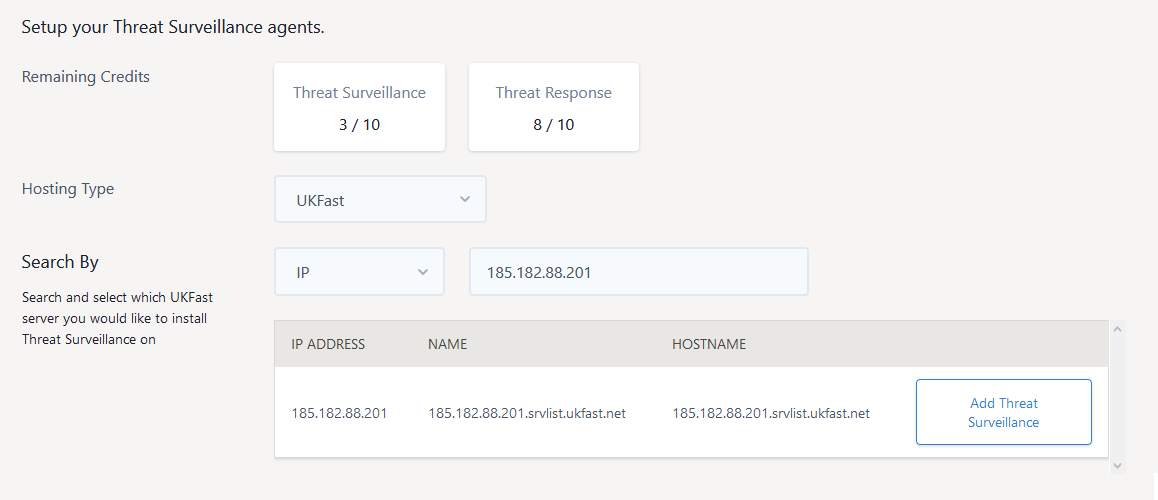 Setup your Threat Surveillance agents.
Remaining Credits
Threat Surveillance
3 / 10
Threat Response
8 / 10
Hosting Type
UKFast
Search By
Search and select which UKFast
server you would like to install
Threat Surveillance on
IP
185.182.88.201
IP ADDRESS NAME HOSTNAME
185.182.88.201 185.182.88.201.srvlist.ukfast.net 185.182.88.201.srvlist.ukfast.net
Add Threat
Surveillance